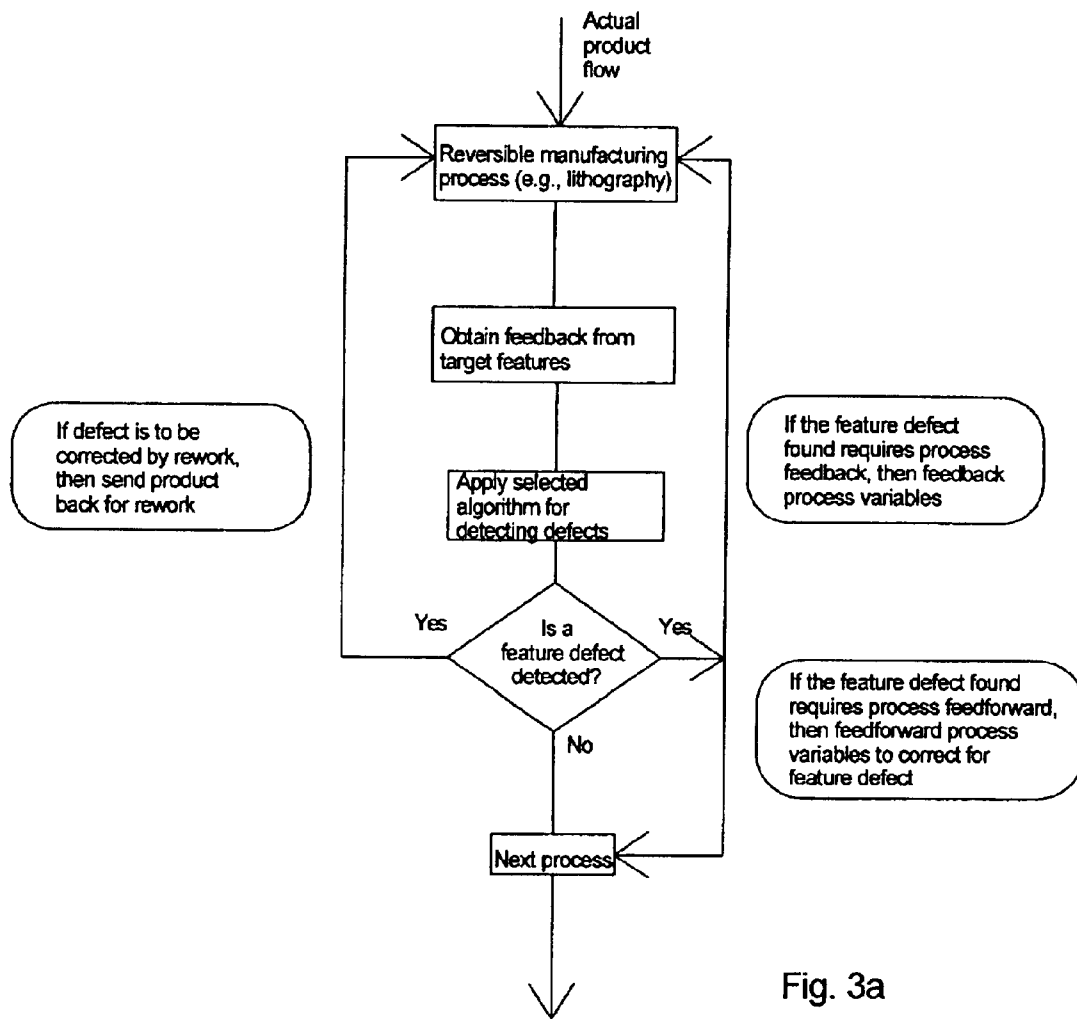 Actual
product
flow
Reversible manufacturing
process (e.g., lithography)
Obtain feedback from
target features
If defect is to be
corrected by rework,
then send product
back for rework
If the feature defect
found requires process
feedback, then feedback
process variables
Apply selected
algorithm for
detecting defects
Yes
Is a
feature defect
detected?
Yes
If the feature defect found
requires process feedforward,
then feedforward process
variables to correct for
feature defect
No
Next process
Fig. 3a